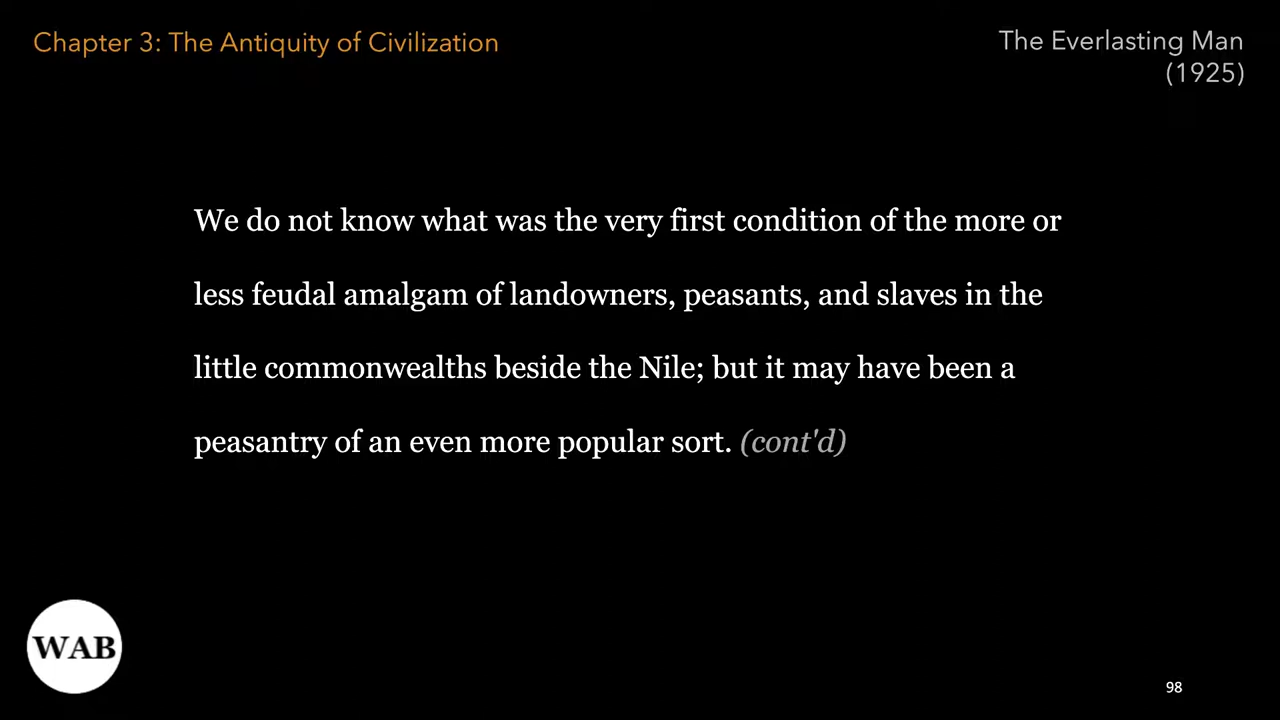 Chapter 3: The Antiquity of Civilization
The Everlasting Man
(1925)
We do not know what was the very first condition of the more or
less feudal amalgam of landowners, peasants, and slaves in the
little commonwealths beside the Nile; but it may have been a
peasantry of an even more popular sort. (cont'd)
WAB
98